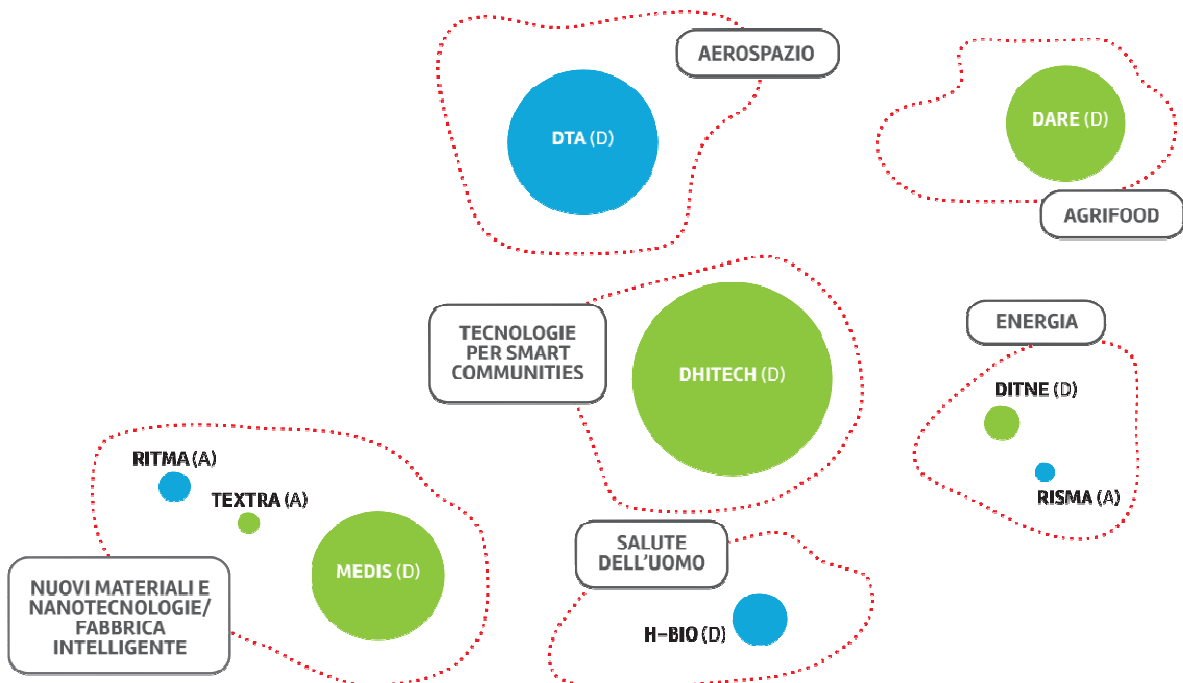 AEROSPAZIO
DTA (D)
DARE (D)
AGRIFOOD
TECNOLOGIE
PER SMART
COMMUNITIES
DHITECH (D)
ENERGIA
DITNE (D)
RISMA (A)
RITMA (A)
TEXTRA (A)
MEDIS (D)
NUOVI MATERIALI E
NANOTECNOLOGIE/
FABBRICA
INTELLIGENTE
SALUTE
DELL'UOMO
H-BIO (D)